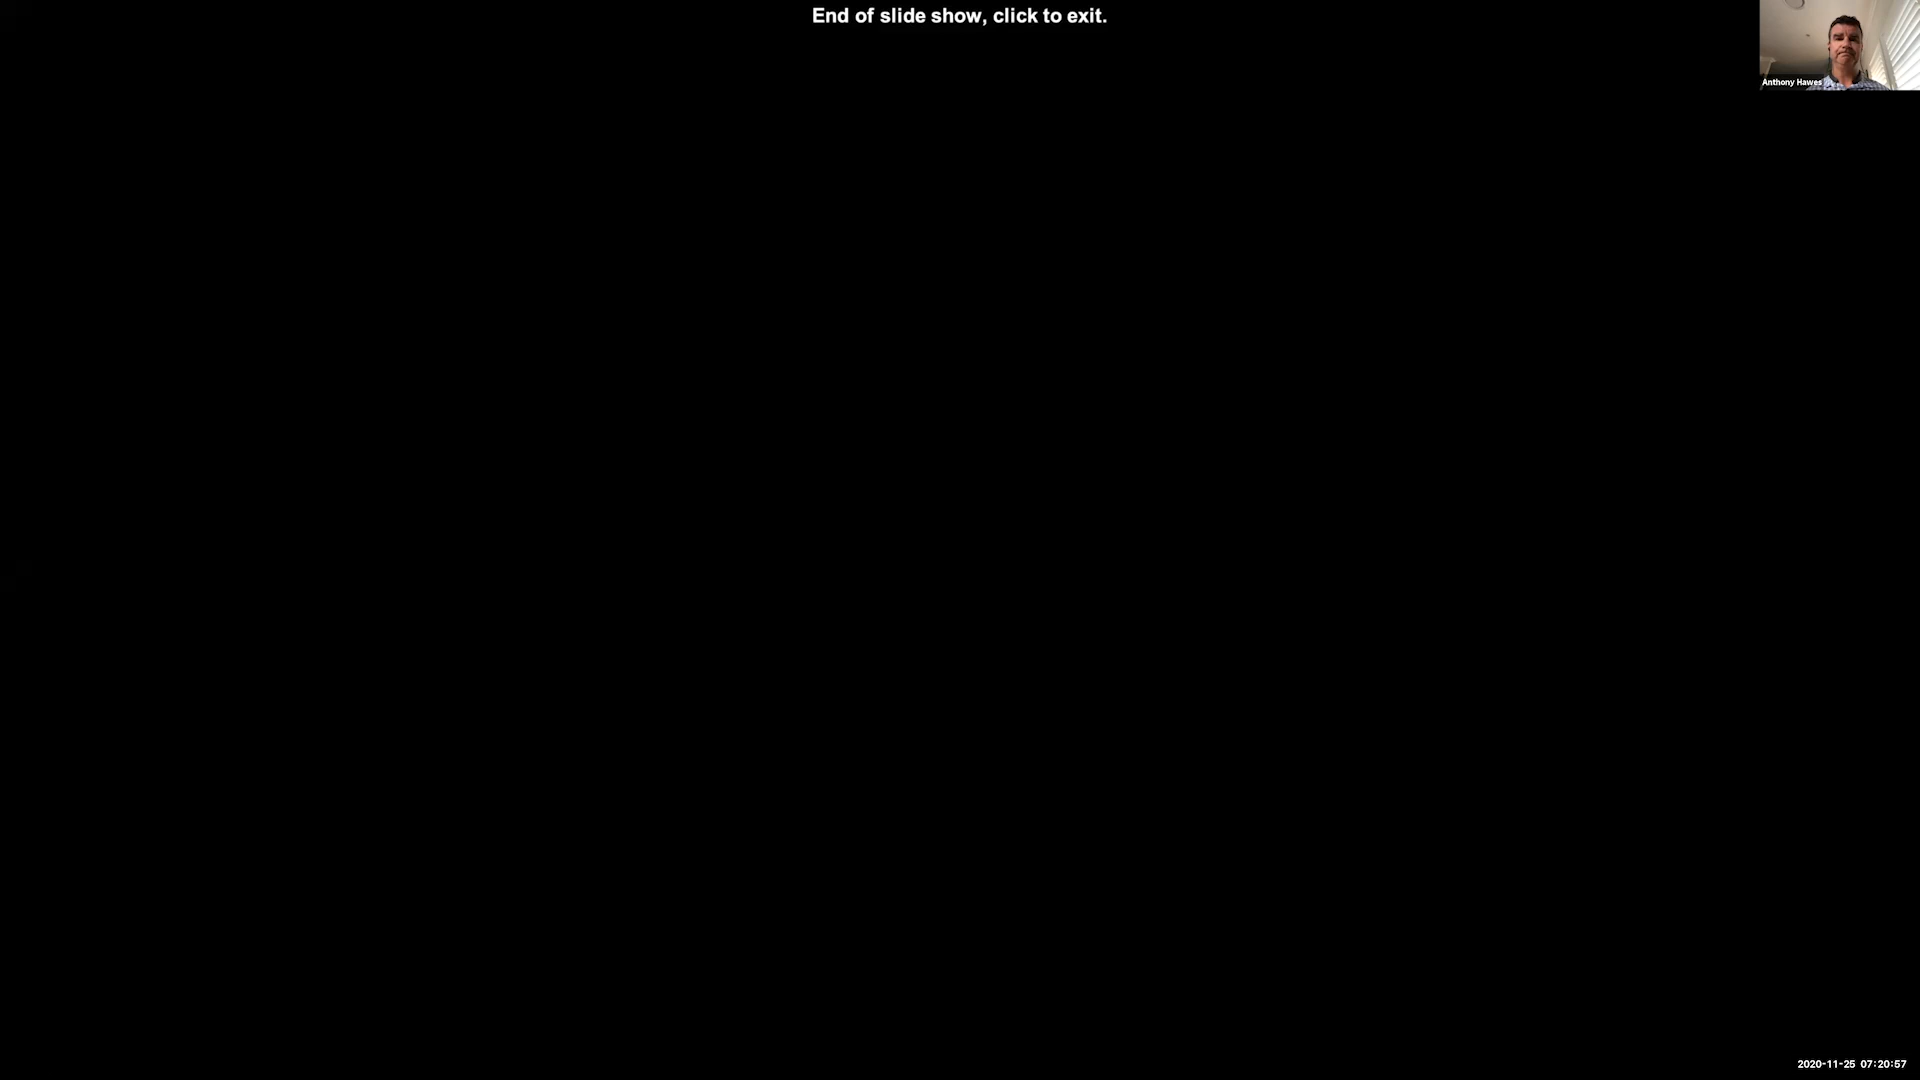 End of slide show, click to exit.
Anthony Hawes
2020-11-25 07:20:57